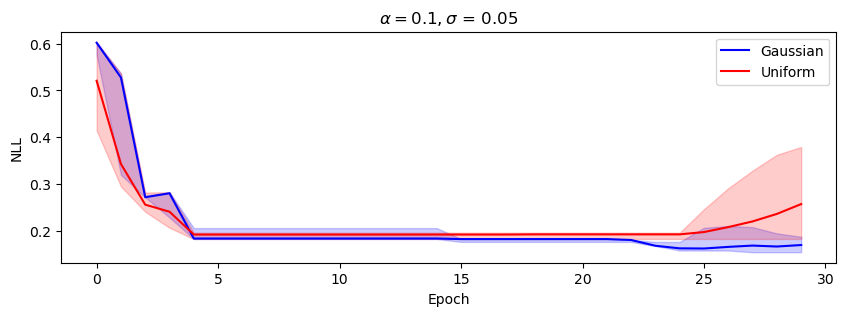 α = 0.1, σ = 0.05
NLL
0.6
0.5
0.4
0.3
0.2
Gaussian
Uniform
0 5 10 15 20 25 30
Epoch